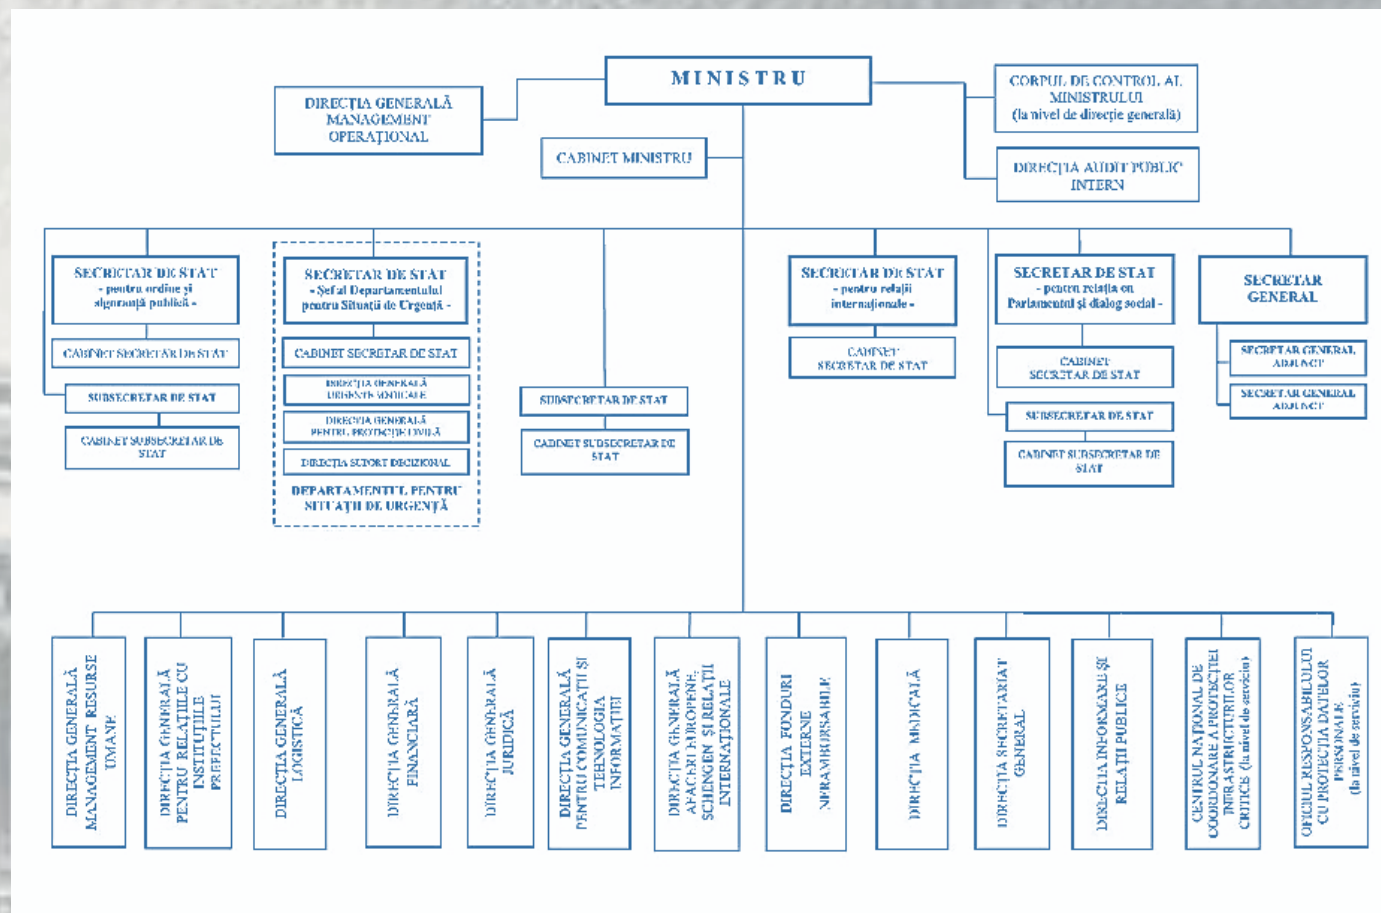 MINISTRU
DIRECȚIA GENERALĂ
MANAGEMENT
OPERAȚIONAL
CORPUL DE CONTROL AL
MINISTRULUI
(la nivel de direcție generală)
CABINET MINISTRU
DIRECȚIA AUDIT PUBLIC
INTERN
SECRETAR DE STAT
- pentru ordine și
siguranță publică -
CABINET SECRETAR DE STAT
SUBSECRETAR DE STAT
CABINET SUBSECRETAR DE
STAT
SECRETAR DE STAT
- Șef al Departamentului
pentru Situații de Urgență -
CABINET SECRETAR DE STAT
DIRECȚIA GENERALĂ
URGENȚE MEDICALE
DIRECȚIA GENERALĂ
PENTRU PROTECȚIE CIVILĂ
DIRECȚIA SUPORT DECIZIONAL
DEPARTAMENTUL PENTRU
SITUAȚII DE URGENȚĂ
SUBSECRETAR DE STAT
CABINET SUBSECRETAR DE
STAT
SECRETAR DE STAT
- pentru relații
internaționale -
CABINET
SECRETAR DE STAT
SECRETAR DE STAT
- pentru relația cu
Parlamentul și dialog social -
CABINET
SECRETAR DE STAT
SUBSECRETAR DE STAT
CABINET SUBSECRETAR DE
STAT
SECRETAR
GENERAL
SECRETAR GENERAL
ADJUNCT
SECRETAR GENERAL
ADJUNCT
DIRECȚIA GENERALĂ
MANAGEMENT RESURSE
UMANE
DIRECȚIA GENERALĂ
PENTRU RELAȚIILE CU
INSTITUȚIILE
PREFECTULUI
DIRECȚIA GENERALĂ
LOGISTICĂ
DIRECȚIA GENERALĂ
FINANCIARĂ
DIRECȚIA GENERALĂ
JURIDICĂ
DIRECȚIA GENERALĂ
PENTRU COMUNICAȚII ȘI
TEHNOLOGIA
INFORMAȚIEI
DIRECȚIA GENERALĂ
AFACERI EUROPENE,
SCHENGEN ȘI RELAȚII
INTERNAȚIONALE
DIRECȚIA FONDURI
EXTERNE
NERAMBURSABILE
DIRECȚIA MEDICALĂ
DIRECȚIA SECRETARIAT
GENERAL
DIRECȚIA INFORMARE ȘI
RELAȚII PUBLICE
CENTRUL NAȚIONAL DE
COORDONARE A PROTECȚIEI
INFRASTRUCTURILOR
CRITICE (la nivel de serviciu)
OFICIUL RESPONSABILULUI
CU PROTECȚIA DATELOR
PERSONALE
(la nivel de serviciu)